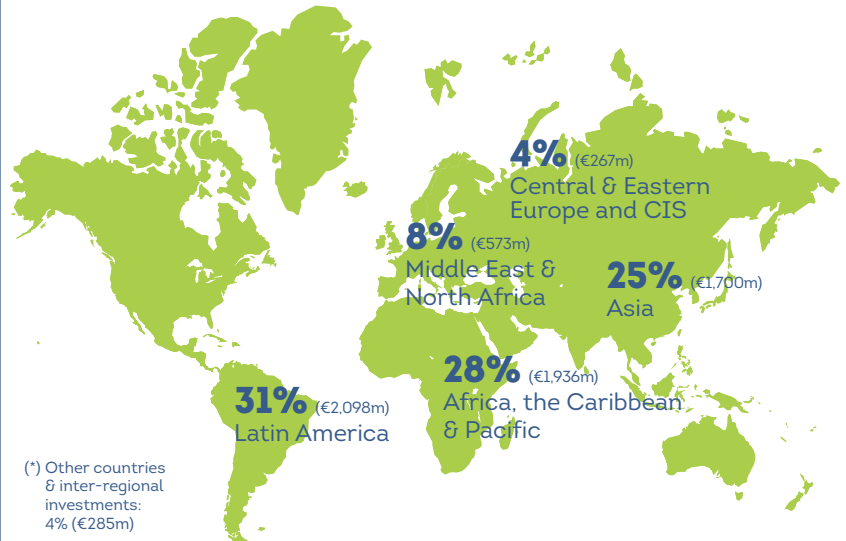 4% (€267m)
Central & Eastern
Europe and CIS
8% (€573m)
Middle East &
North Africa
25% (€1,700m)
Asia
28% (€1,936m)
Africa, the Caribbean
& Pacific
31% (€2,098m)
Latin America
(*) Other countries
& inter-regional
investments:
4% (€285m)